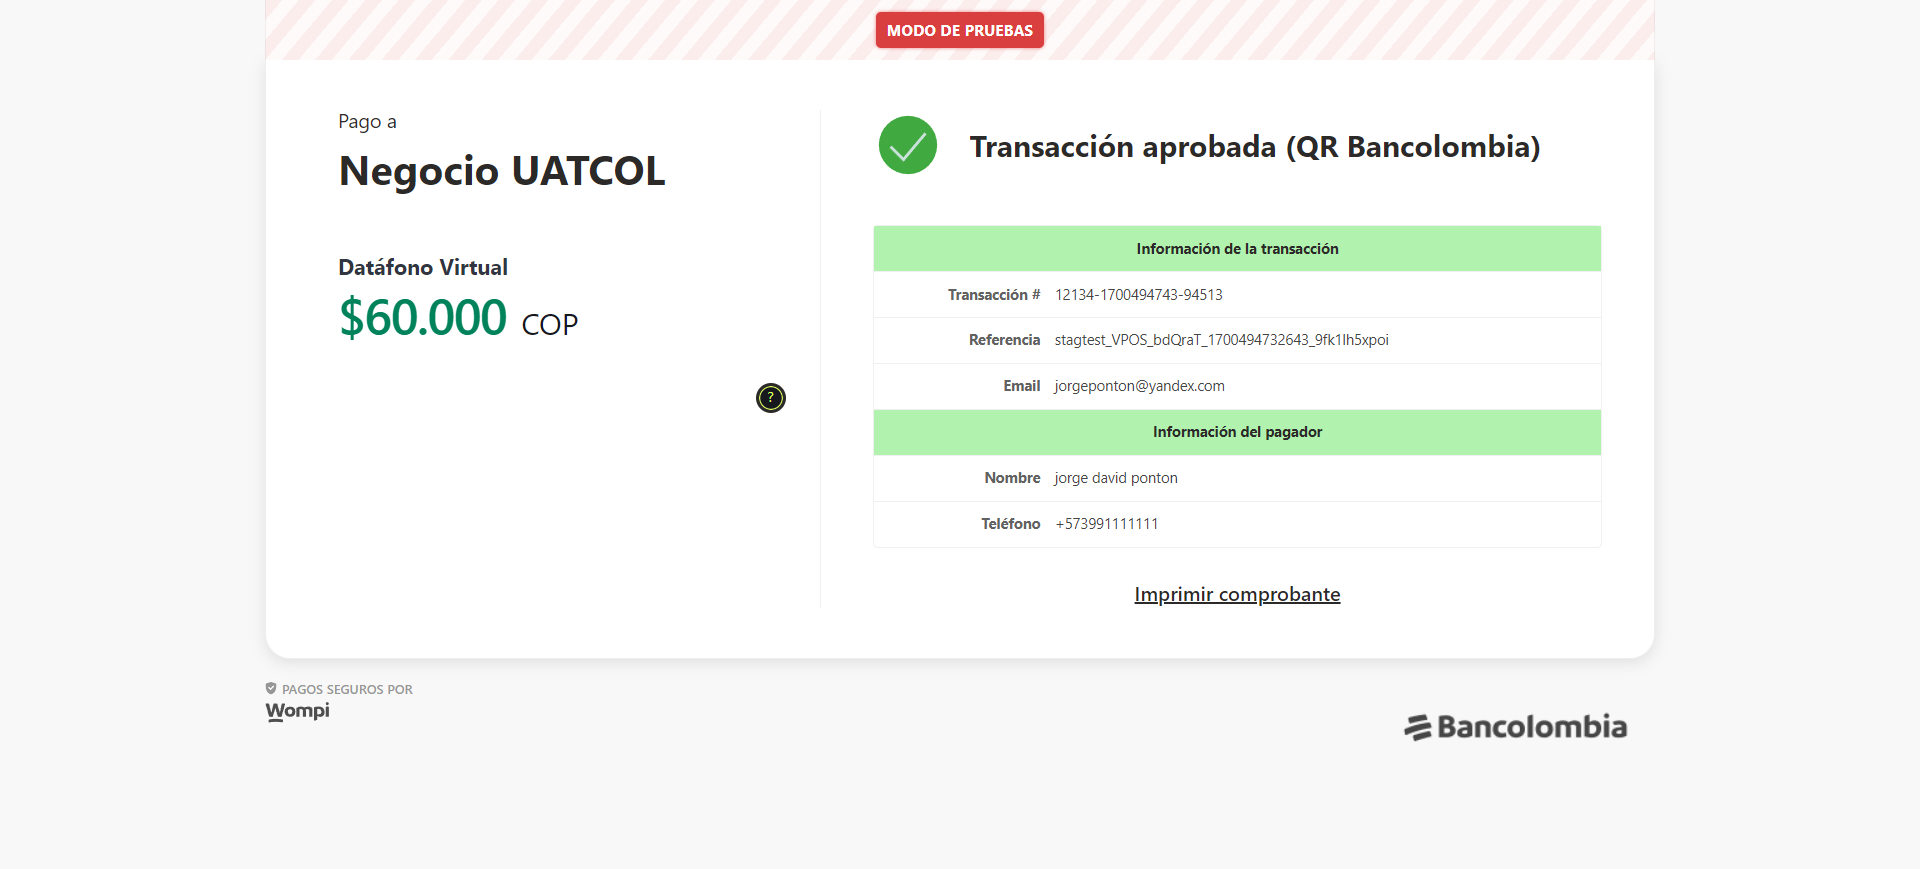 MODO DE PRUEBAS
Pago a
Negocio UATCOL
Datáfono Virtual
$60.000 COP
?
Transacción aprobada (QR Bancolombia)
Información de la transacción
Transacción # 12134-1700494743-94513
Referencia stagtest_VPOS_bdQraT_1700494732643_9fk1lh5xpoi
Email jorgeponton@yandex.com
Información del pagador
Nombre jorge david ponton
Teléfono +573991111111
Imprimir comprobante
PAGOS SEGUROS POR
Wompi
Bancolombia